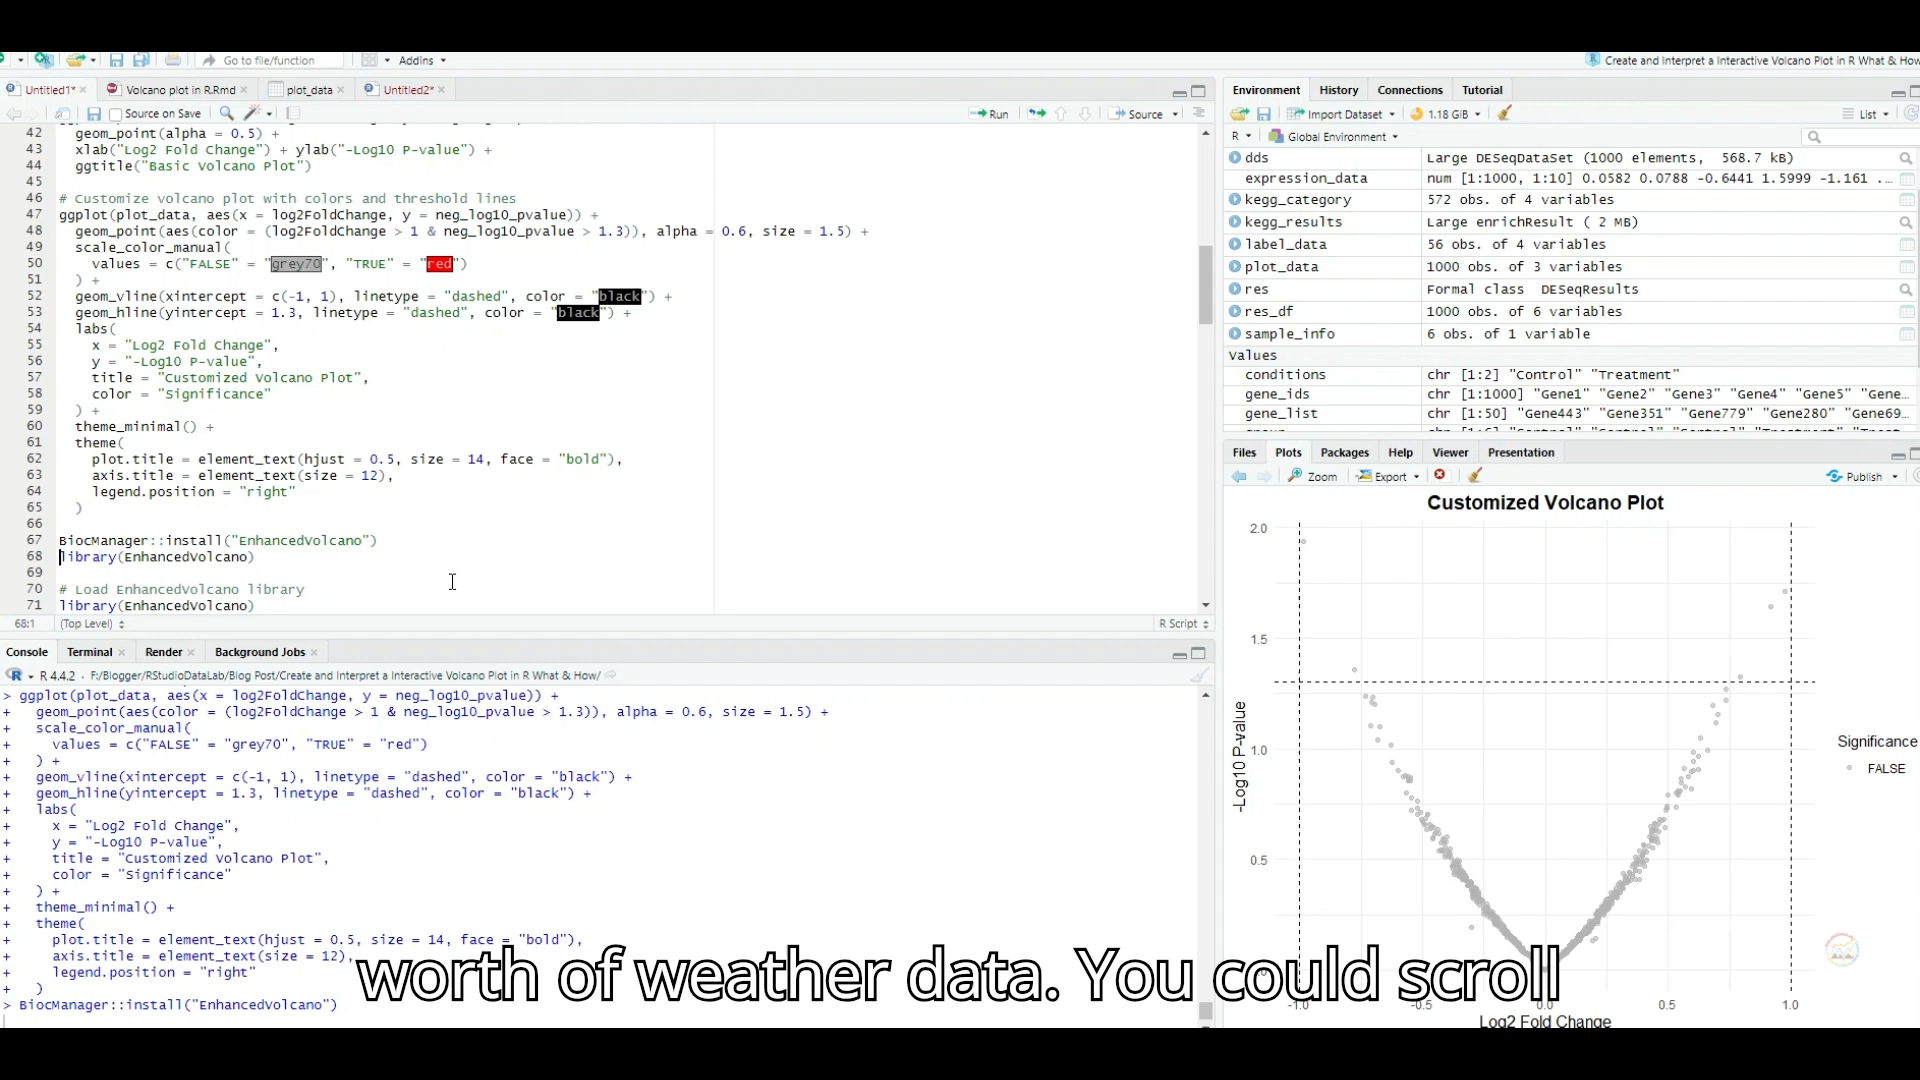 Go to file/function
Addins
Create and Interpret a Interactive Volcano Plot in R What & How
Untitled1*
Volcano plot in R.Rmd
plot_data
Untitled2*
Source on Save
Run
Source
42 geom_point(alpha = 0.5) +
43 xlab("Log2 Fold Change") + ylab("-Log10 P-value") +
44 ggtitle("Basic Volcano Plot")
45
46 # Customize volcano plot with colors and threshold lines
47 ggplot(plot_data, aes(x = log2FoldChange, y = neg_log10_pvalue)) +
48 geom_point(aes(color = (log2FoldChange > 1 & neg_log10_pvalue > 1.3)), alpha = 0.6, size = 1.5) +
49 scale_color_manual(
50 values = c("FALSE" = "grey70", "TRUE" = "red")
51 ) +
52 geom_vline(xintercept = c(-1, 1), linetype = "dashed", color = "black") +
53 geom_hline(yintercept = 1.3, linetype = "dashed", color = "black") +
54 labs(
55 x = "Log2 Fold Change",
56 y = "-Log10 P-value",
57 title = "Customized Volcano Plot",
58 color = "Significance"
59 ) +
60 theme_minimal() +
61 theme(
62 plot.title = element_text(hjust = 0.5, size = 14, face = "bold"),
63 axis.title = element_text(size = 12),
64 legend.position = "right"
65 )
66
67 BiocManager::install("EnhancedVolcano")
68 library(EnhancedVolcano)
69
70 # Load EnhancedVolcano library
71 library(EnhancedVolcano)
68:1 (Top Level) R Script
Console Terminal Render Background Jobs
R 4.4.2 · F:/Blogger/RStudioDataLab/Blog Post/Create and Interpret a Interactive Volcano Plot in R What & How/
> ggplot(plot_data, aes(x = log2FoldChange, y = neg_log10_pvalue)) +
+ geom_point(aes(color = (log2FoldChange > 1 & neg_log10_pvalue > 1.3)), alpha = 0.6, size = 1.5) +
+ scale_color_manual(
+ values = c("FALSE" = "grey70", "TRUE" = "red")
+ ) +
+ geom_vline(xintercept = c(-1, 1), linetype = "dashed", color = "black") +
+ geom_hline(yintercept = 1.3, linetype = "dashed", color = "black") +
+ labs(
+ x = "Log2 Fold Change",
+ y = "-Log10 P-value",
+ title = "Customized Volcano Plot",
+ color = "Significance"
+ ) +
+ theme_minimal() +
+ theme(
+ plot.title = element_text(hjust = 0.5, size = 14, face = "bold"),
+ axis.title = element_text(size = 12),
+ legend.position = "right"
+ )
> BiocManager::install("EnhancedVolcano")
Environment History Connections Tutorial
Import Dataset 1.18 GiB List
R Global Environment
dds Large DESeqDataSet (1000 elements, 568.7 kB)
expression_data num [1:1000, 1:10] 0.0582 0.0788 -0.6441 1.5999 -1.161 ...
kegg_category 572 obs. of 4 variables
kegg_results Large enrichResult ( 2 MB)
label_data 56 obs. of 4 variables
plot_data 1000 obs. of 3 variables
res Formal class DESeqResults
res_df 1000 obs. of 6 variables
sample_info 6 obs. of 1 variable
Values
conditions chr [1:2] "Control" "Treatment"
gene_ids chr [1:1000] "Gene1" "Gene2" "Gene3" "Gene4" "Gene5" "Gene...
gene_list chr [1:50] "Gene443" "Gene351" "Gene779" "Gene280" "Gene69...
Files Plots Packages Help Viewer Presentation
Zoom Export Publish
Customized Volcano Plot
2.0
1.5
1.0
0.5
-Log10 P-value
Significance
FALSE
-1.0 -0.5 0.0 0.5 1.0
Log2 Fold Change
worth of weather data. You could scroll